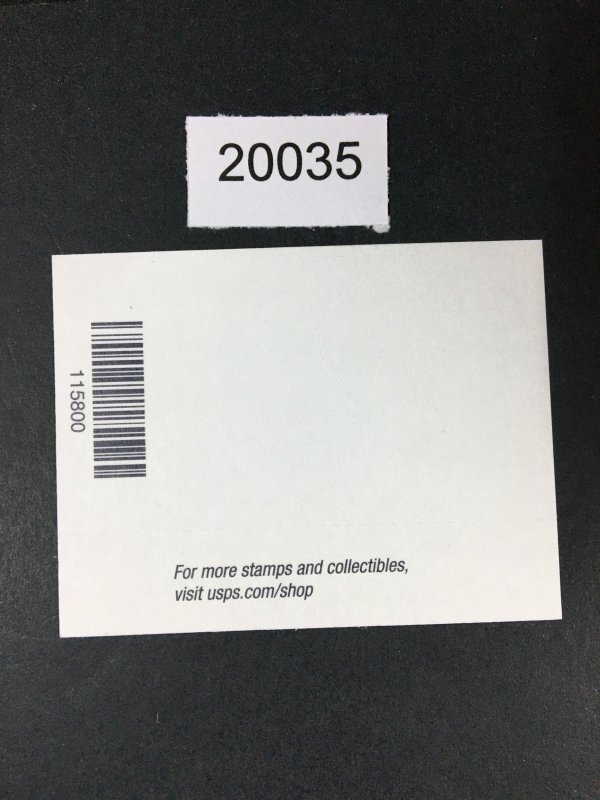 20035
115800
For more stamps and collectibles,
visit usps.com/shop